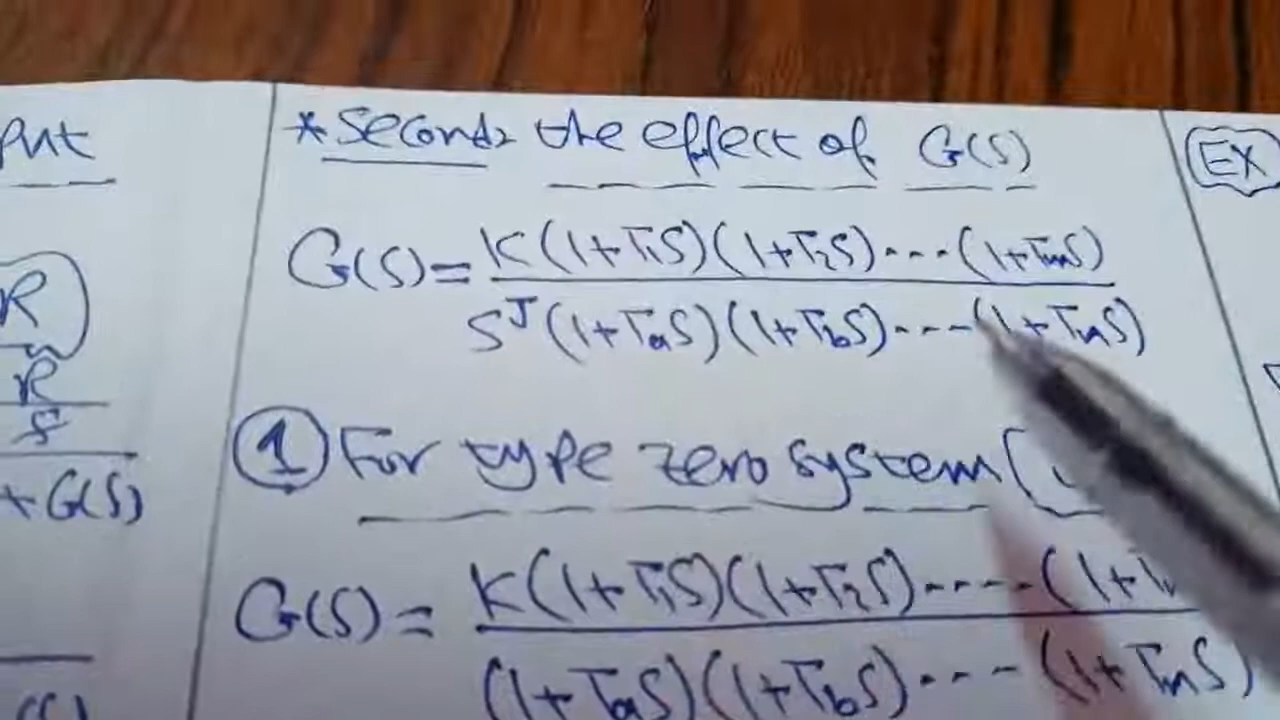 Put
R
R
S
+ G(S)
(S)
* Second, the effect of G(S)
G(S) = K(1+T1S)(1+T2S)----(1+TmS)
S^J (1+TaS)(1+TbS)----(1+TnS)
① For type zero system (
G(S) = K(1+T1S)(1+T2S)-----(1+
(1+TaS)(1+TbS)----(1+TnS)
EX